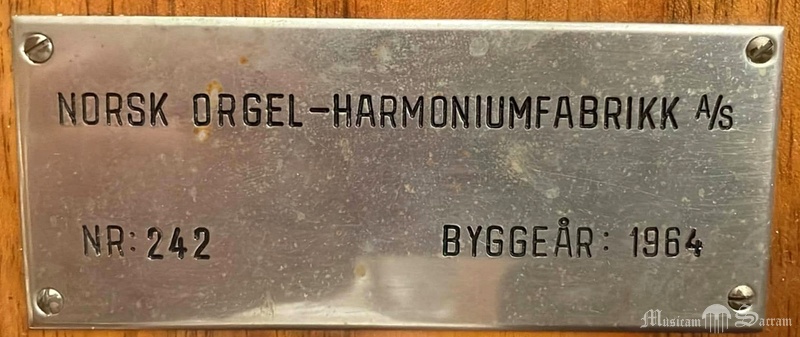 NORSK ORGEL-HARMONIUMFABRIKK A/S
NR: 242 BYGGEÅR: 1964
Musicam Sacram